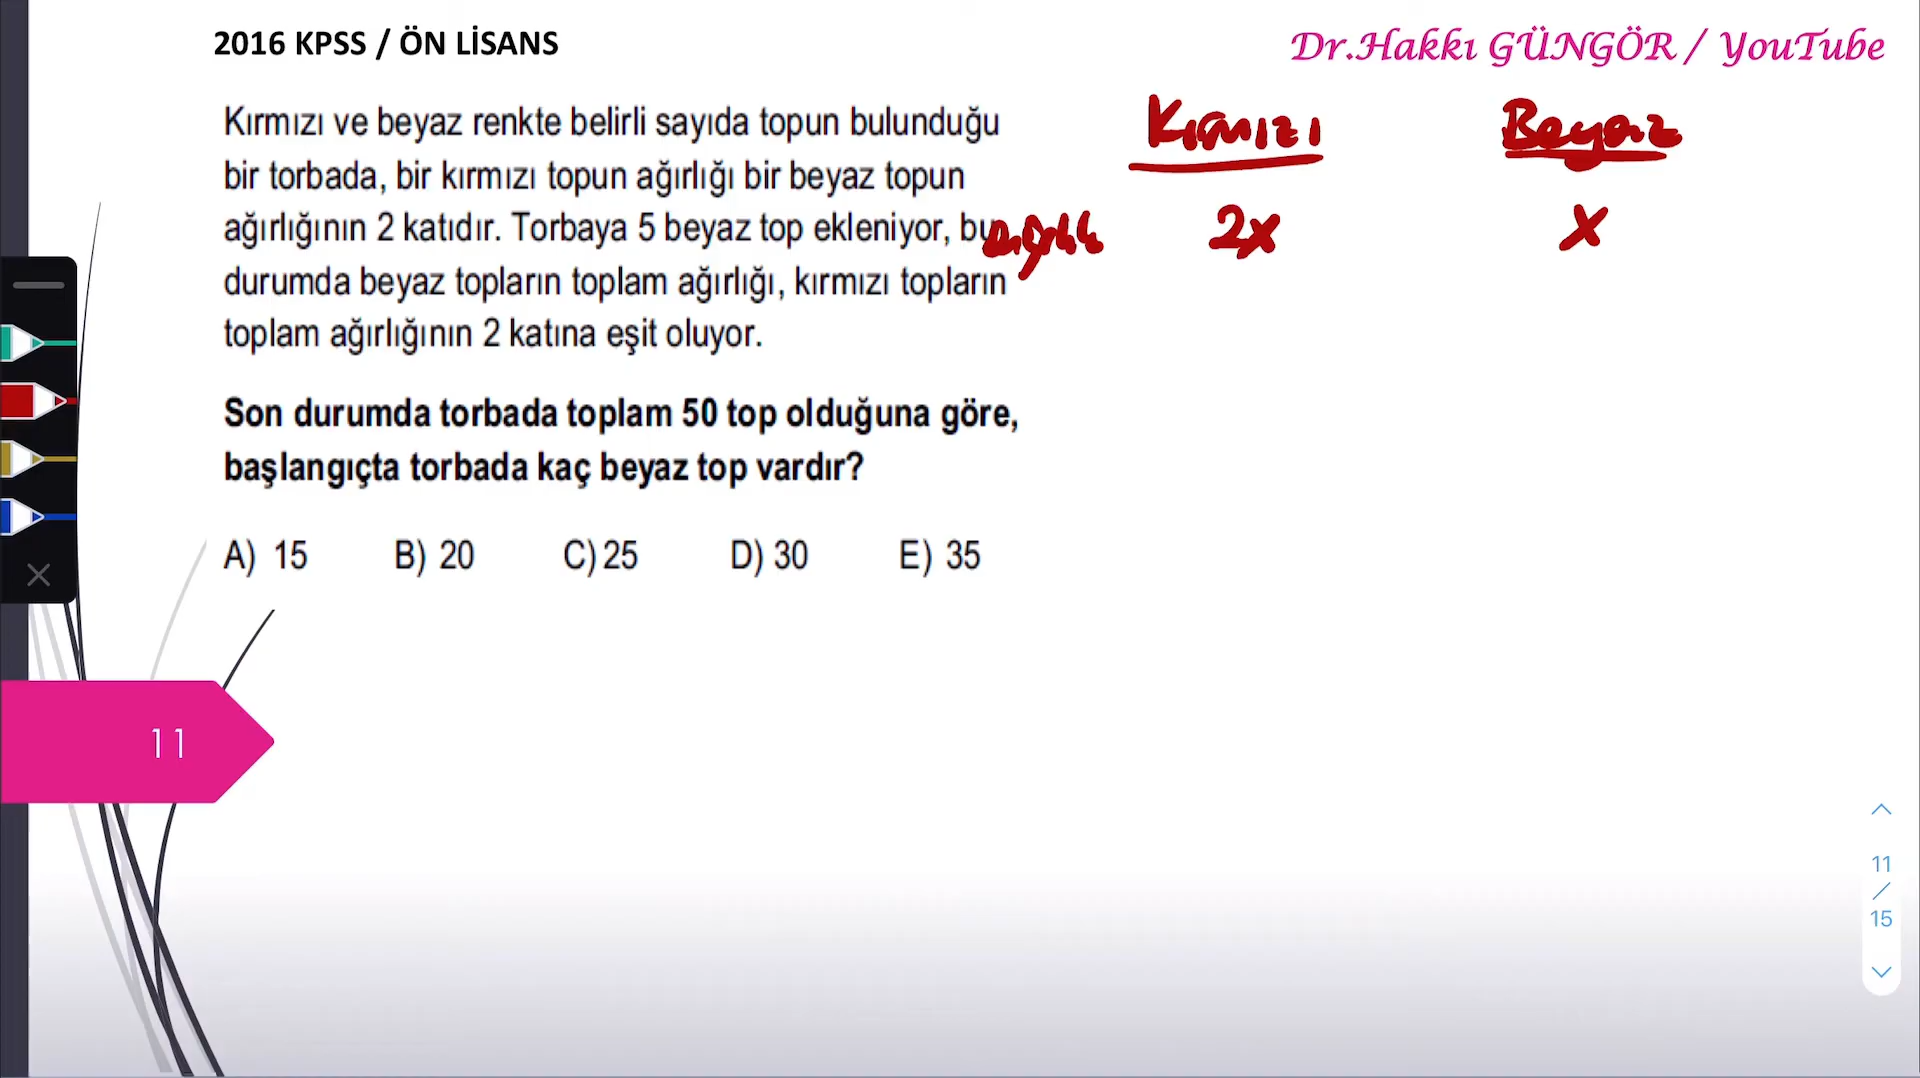 2016 KPSS / ÖN LİSANS
Dr.Hakkı GÜNGÖR / YouTube
Kırmızı ve beyaz renkte belirli sayıda topun bulunduğu
bir torbada, bir kırmızı topun ağırlığı bir beyaz topun
ağırlığının 2 katıdır. Torbaya 5 beyaz top ekleniyor, bu
durumda beyaz topların toplam ağırlığı, kırmızı topların
toplam ağırlığının 2 katına eşit oluyor.
Son durumda torbada toplam 50 top olduğuna göre,
başlangıçta torbada kaç beyaz top vardır?
A) 15 B) 20 C) 25 D) 30 E) 35
Kırmızı Beyaz
ağırlık 2x x
11
11
/
15